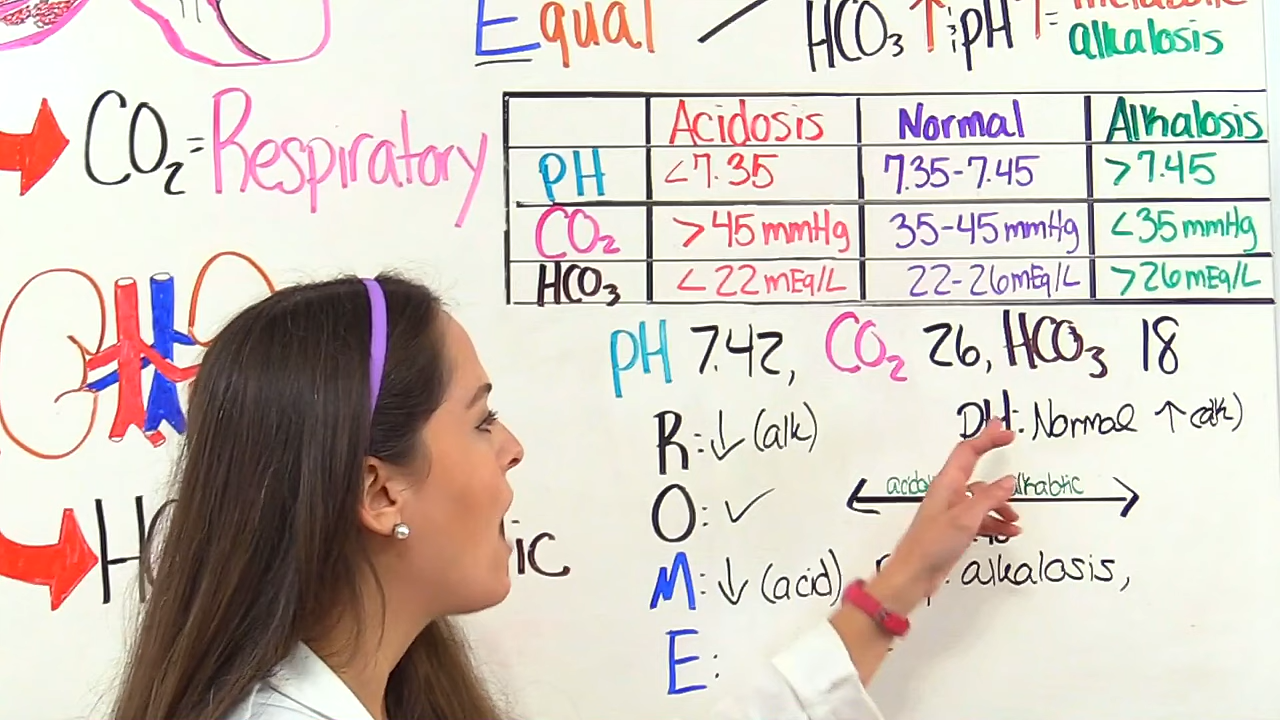 Equal
HCO₃ ↑ : pH ↑ =
alkalosis
CO₂ = Respiratory
Acidosis Normal Alkalosis
PH <7.35 7.35-7.45 >7.45
CO₂ >45 mmHg 35-45 mmHg <35 mmHg
HCO₃ <22 mEq/L 22-26 mEq/L >26 mEq/L
pH 7.42, CO₂ 26, HCO₃ 18
R: ↓ (alk)
pH: Normal ↑ (alk)
O: ✓
M: ↓ (acid)
alkalosis,
E: